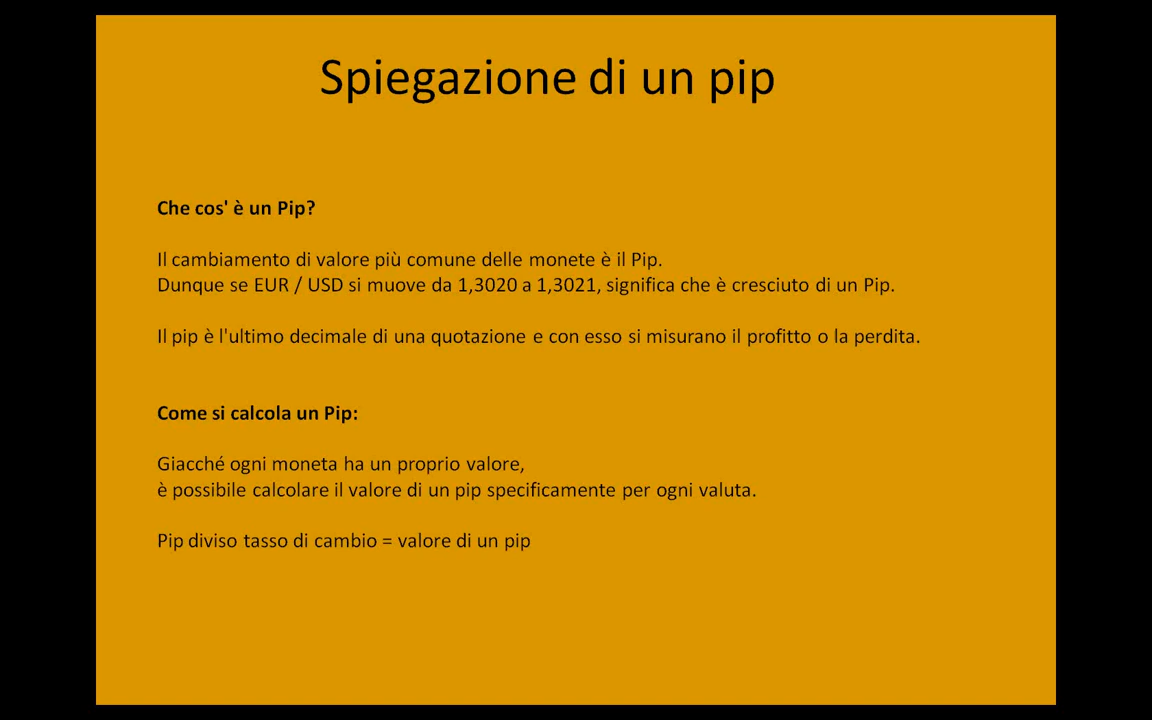 Spiegazione di un pip
Che cos' è un Pip?
Il cambiamento di valore più comune delle monete è il Pip.
Dunque se EUR / USD si muove da 1,3020 a 1,3021, significa che è cresciuto di un Pip.
Il pip è l'ultimo decimale di una quotazione e con esso si misurano il profitto o la perdita.
Come si calcola un Pip:
Giacché ogni moneta ha un proprio valore,
è possibile calcolare il valore di un pip specificamente per ogni valuta.
Pip diviso tasso di cambio = valore di un pip